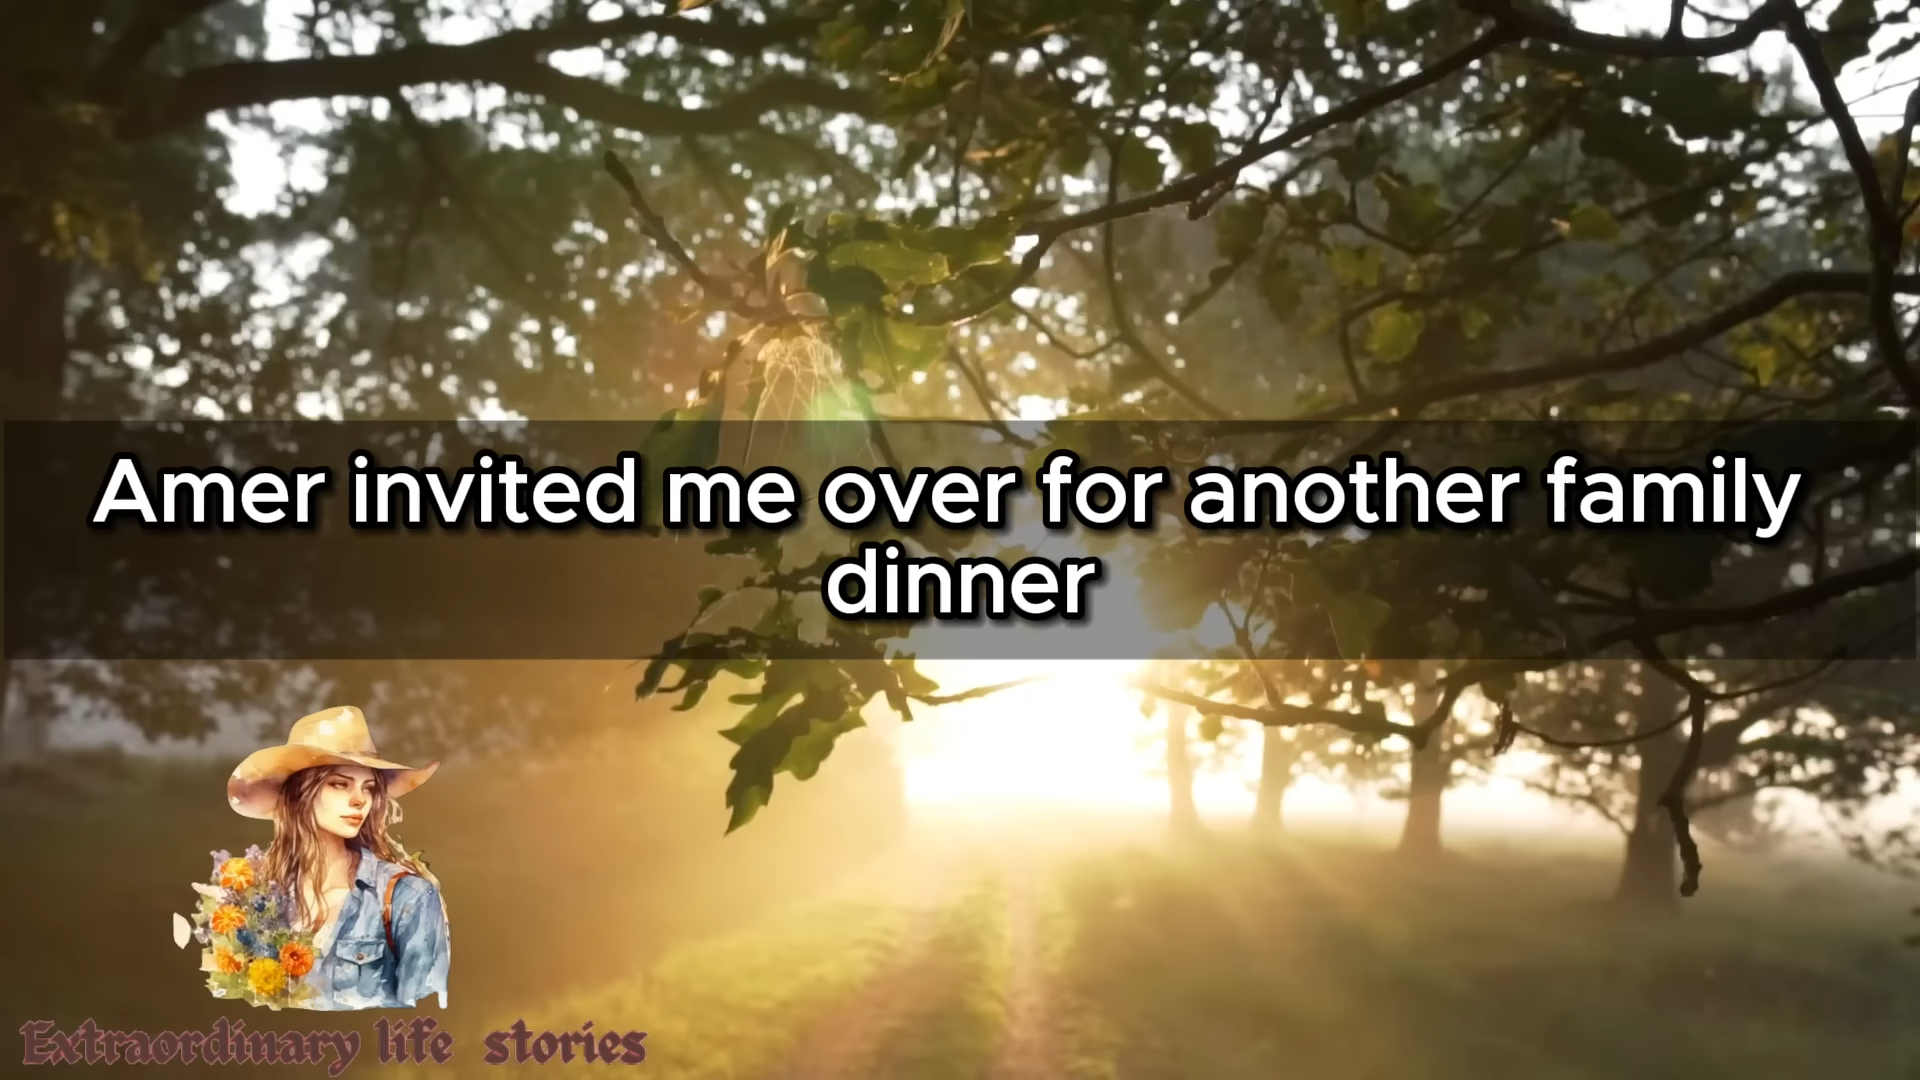 Amer invited me over for another family
dinner
Extraordinary life stories